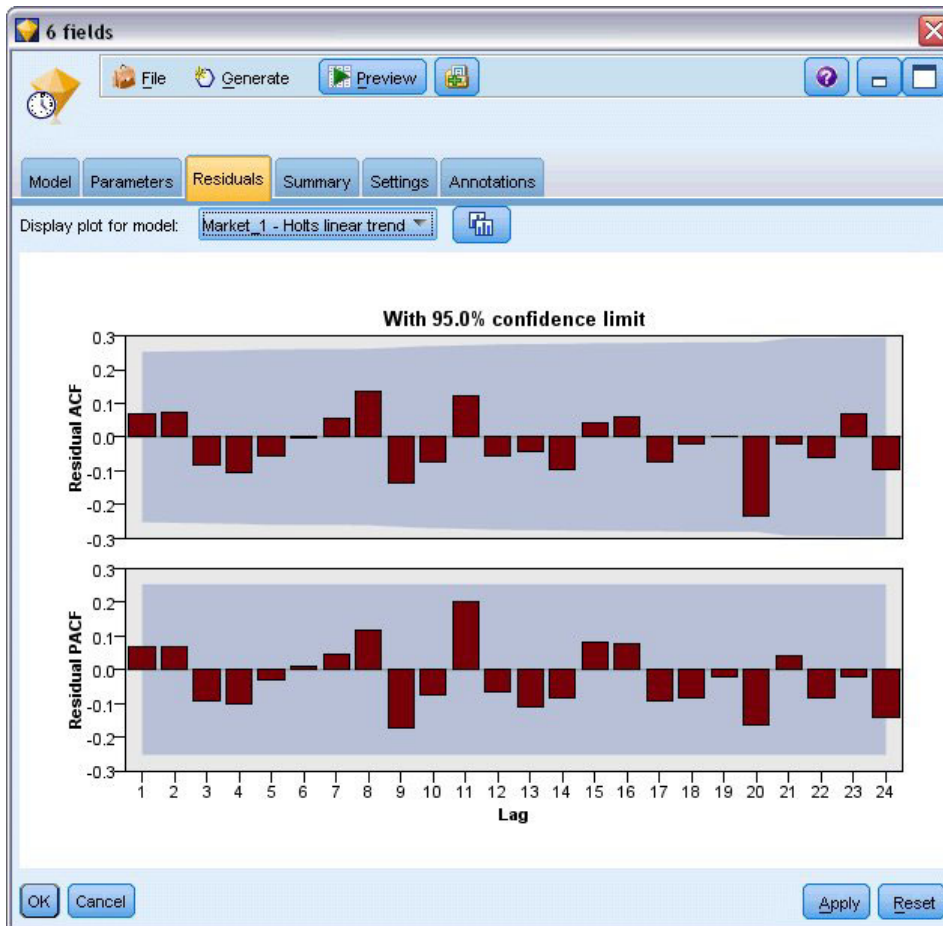 6 fields
File Generate Preview
Model Parameters Residuals Summary Settings Annotations
Display plot for model: Market_1 - Holts linear trend
With 95.0% confidence limit
Residual ACF
0.3
0.2
0.1
0.0
-0.1
-0.2
-0.3
Residual PACF
0.3
0.2
0.1
0.0
-0.1
-0.2
-0.3
1 2 3 4 5 6 7 8 9 10 11 12 13 14 15 16 17 18 19 20 21 22 23 24
Lag
OK Cancel Apply Reset